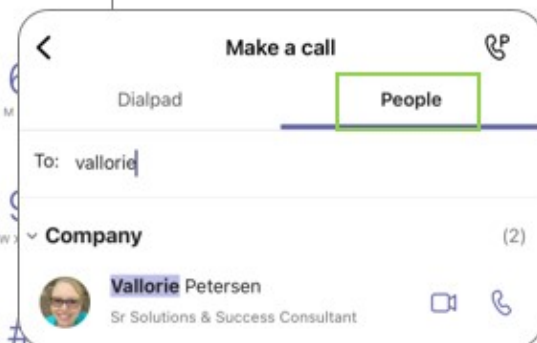 Make a call
Dialpad People
To: vallorie
Company (2)
Vallorie Petersen
Sr Solutions & Success Consultant